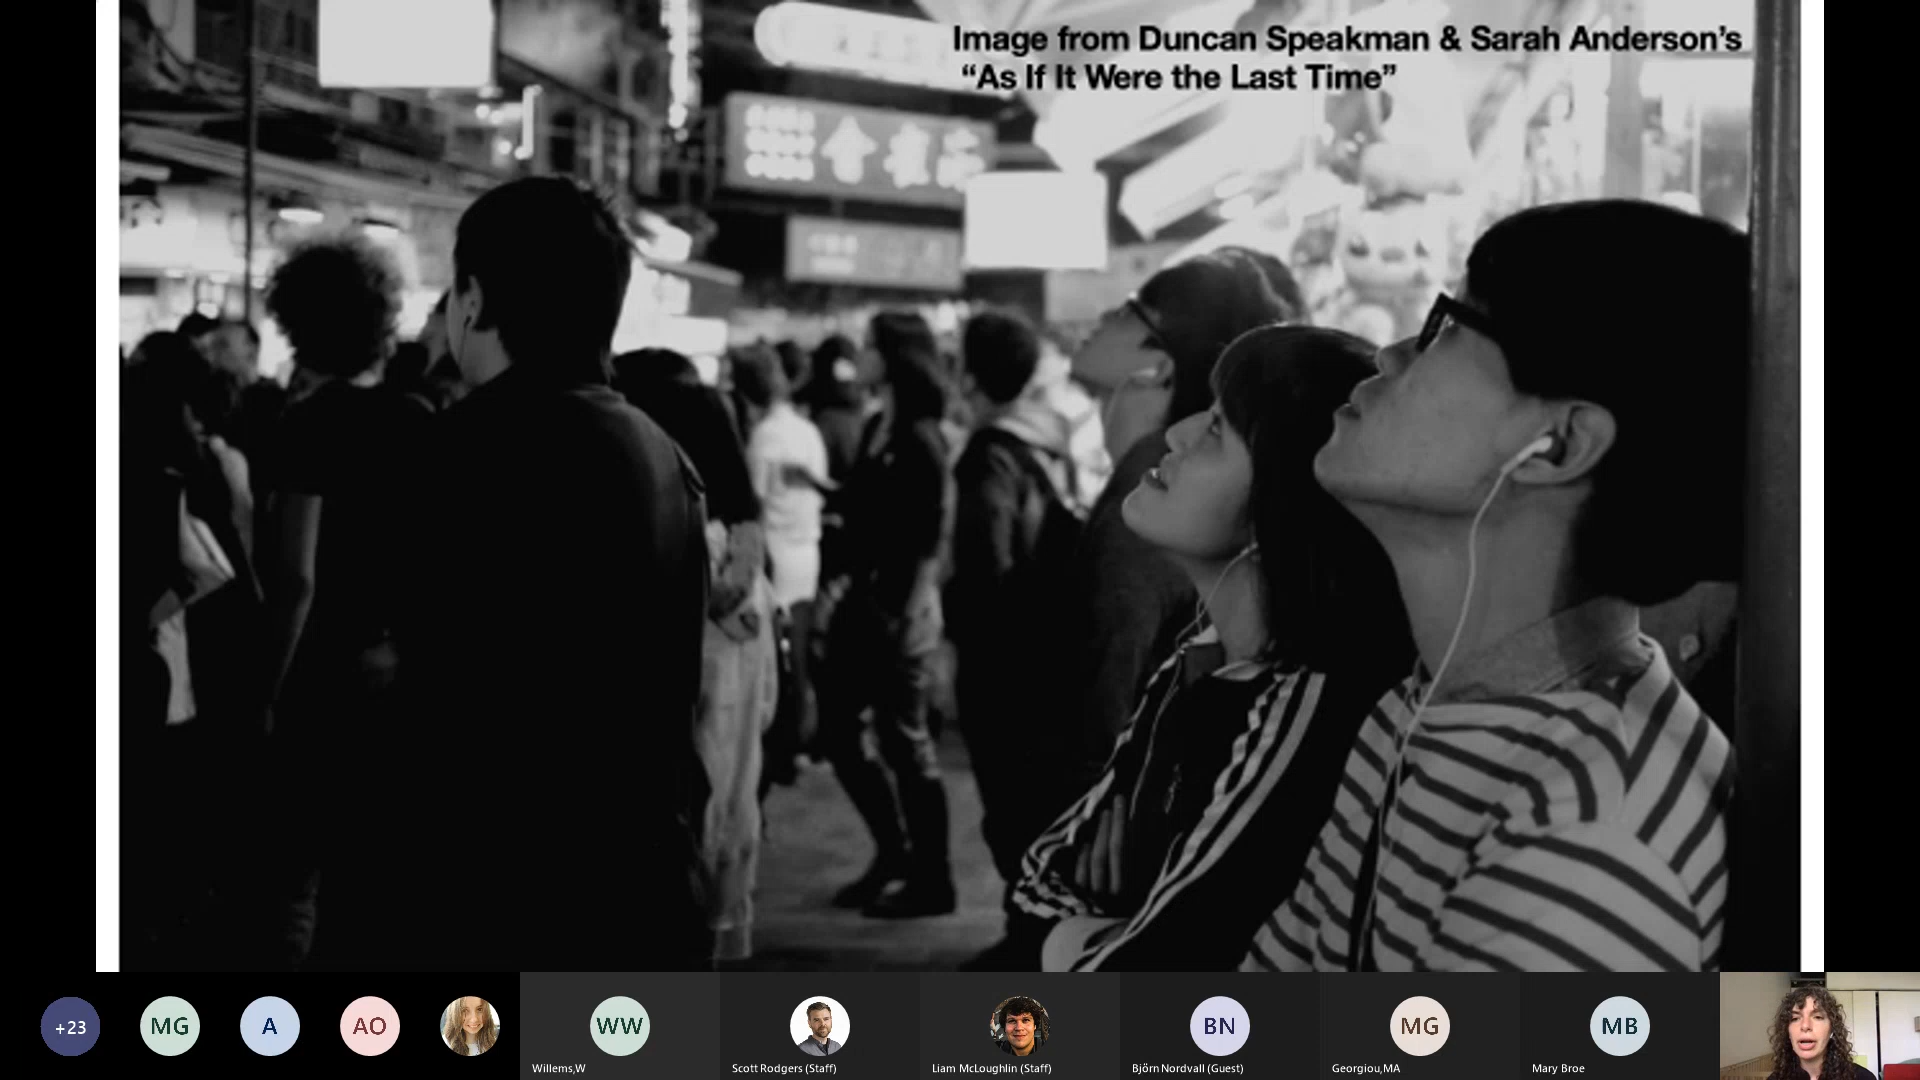 Image from Duncan Speakman & Sarah Anderson's
“As If It Were the Last Time”
+23
MG
A
AO
WW
BN
MG
MB
Willems,W
Scott Rodgers (Staff)
Liam McLoughlin (Staff)
Björn Nordvall (Guest)
Georgiou,MA
Mary Broe